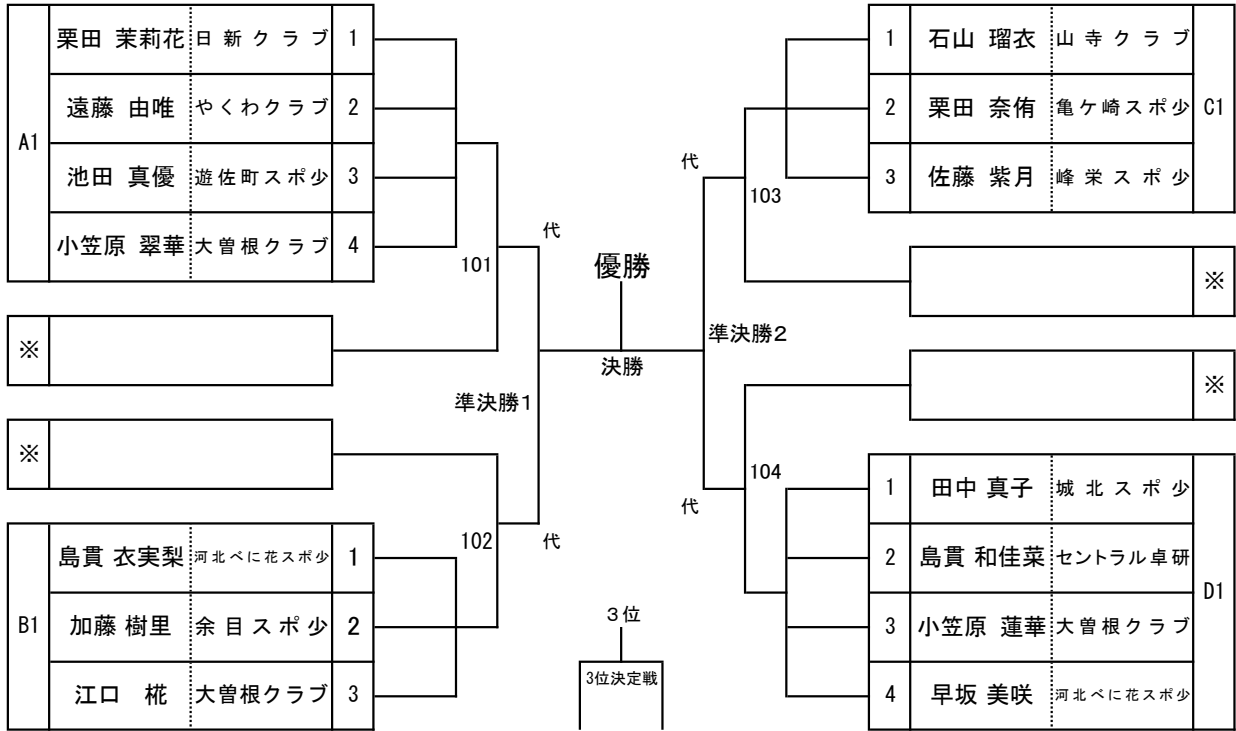 A1
栗田 茉莉花 日新クラブ 1
遠藤 由唯 やくわクラブ 2
池田 真優 遊佐町スポ少 3
小笠原 翠華 大曽根クラブ 4
101
代
※
準決勝1
※
102
代
B1
島貫 衣実梨 河北べに花スポ少 1
加藤 樹里 余目スポ少 2
江口 椛 大曽根クラブ 3
優勝
決勝
3位
3位決定戦
C1
1 石山 瑠衣 山寺クラブ
2 栗田 奈侑 亀ケ崎スポ少
3 佐藤 紫月 峰栄スポ少
代
103
※
準決勝2
※
104
代
D1
1 田中 真子 城北スポ少
2 島貫 和佳菜 セントラル卓研
3 小笠原 蓮華 大曽根クラブ
4 早坂 美咲 河北べに花スポ少